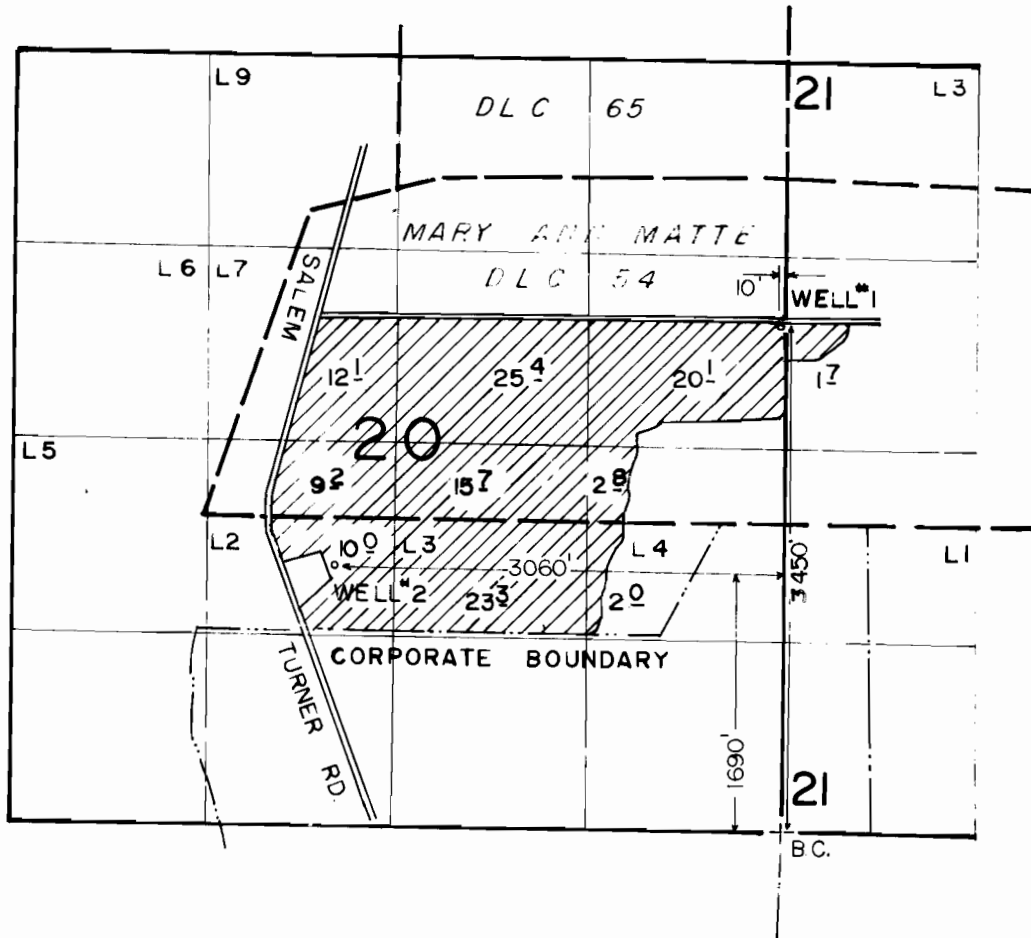 L9
21
L3
DLC 65
MARY ANN MATTE
L6 L7
DLC 54
10'
WELL #1
SALEM
12.1
25.4
20.1
1.7
20
L5
9.2
15.7
2.8
L2
10.0
L3
L4
L1
3060'
3450'
WELL #2
23.3
2.0
CORPORATE BOUNDARY
TURNER RD.
1690'
21
B.C.